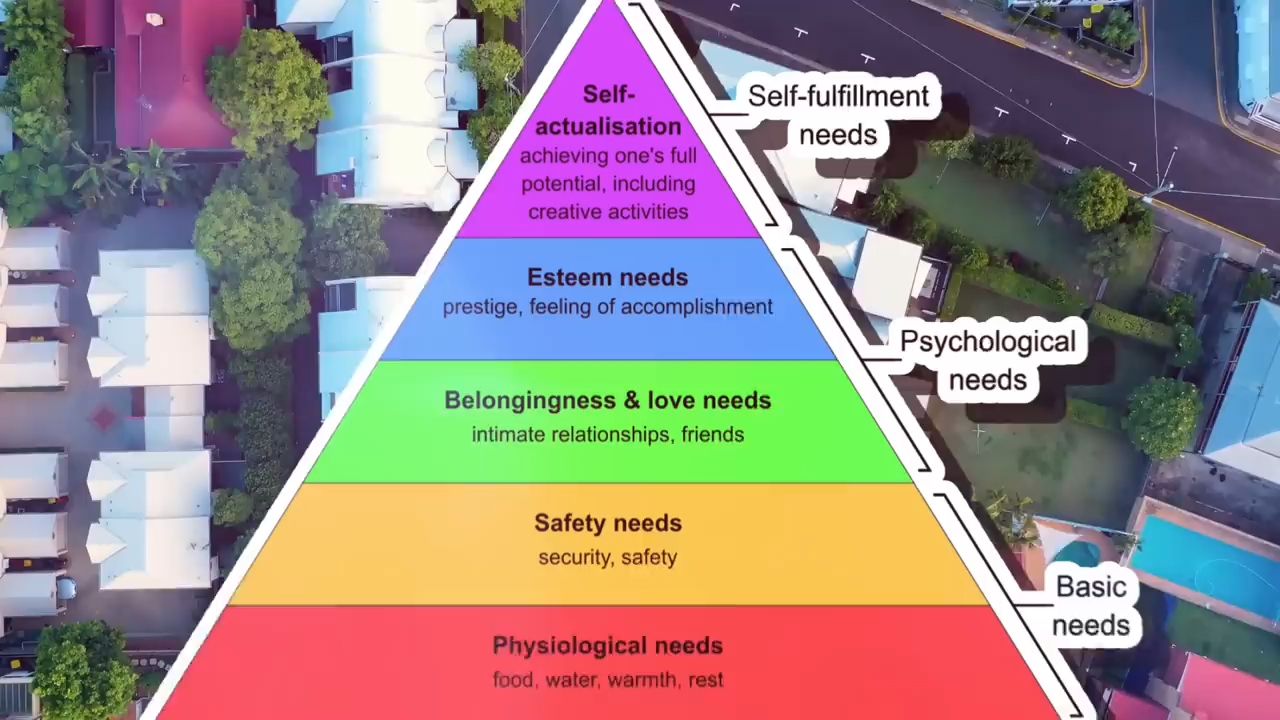 Self-
actualisation
achieving one's full
potential, including
creative activities
Self-fulfillment
needs
Esteem needs
prestige, feeling of accomplishment
Psychological
needs
Belongingness & love needs
intimate relationships, friends
Safety needs
security, safety
Basic
needs
Physiological needs
food, water, warmth, rest